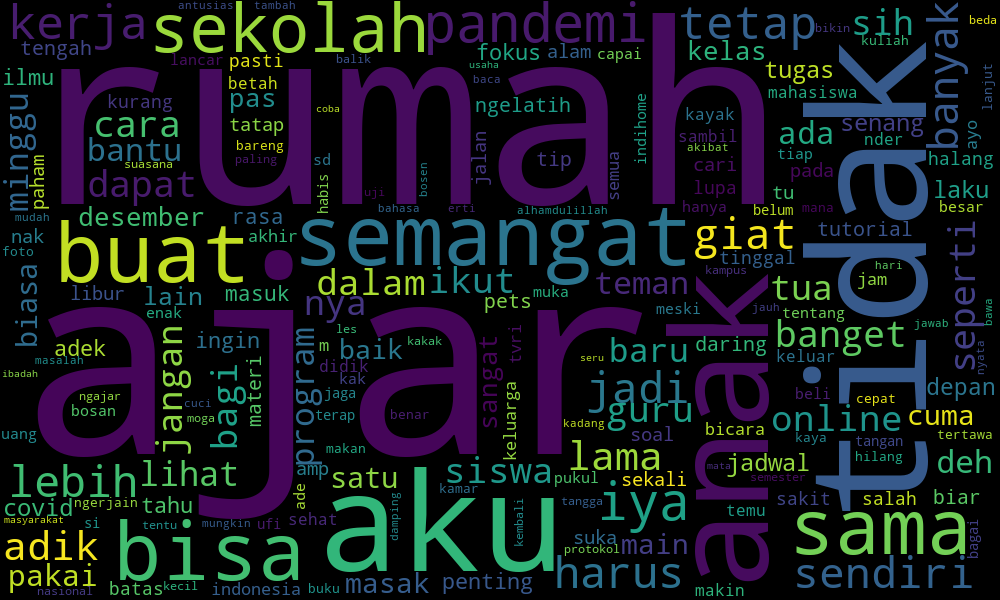 antusias tambah
kerja sekolah pandemi tetap sih bikin beda
tengah lancar pasti balik fokus alam capai kelas kuliah banyak
ilmu betah usaha baca tugas lanjut
rumah
kurang pas ngelatih mahasiswa
minggu cara tatap coba indihome kayak ada senang ayo
paham bantu bareng sambil akibat nder
suasana paling sd bosen jalan tip semua cari tiap halang
dapat habis uji lupa pada laku
mudah desember rasa bahasa erti alhamdulillah hanya tu belum mana besar
nak buat akhir semangat giat tutorial tidak seperti
foto biasa tinggal
libur lain masuk dalam ikut muka teman kampus tua hari jam
enak nya pets meski jauh tentang bawa
ajar
adek jangan bagi materi ingin program les m baik kakak sangat tvri baru anak daring banget jawab
masalah didik seru keluar nyata
ibadah ngajar kak jadi beli depan
bosan cuci jaga keluarga guru cepat
moga terap benar kadang online cuma
uang makan soal bicara kaya tangan tertawa
lebih lihat amp satu siswa lama mata jadwal hilang deh
pukul sekali semester
covid ngerjain tahu ade aku kamar iya temu sakit salah biar
masyarakat si tentu mungkin ufi sehat damping kembali tangga sama bagai
adik bisa suka main
protokol
pakai batas kecil indonesia buku masak penting harus makin sendiri
nasional